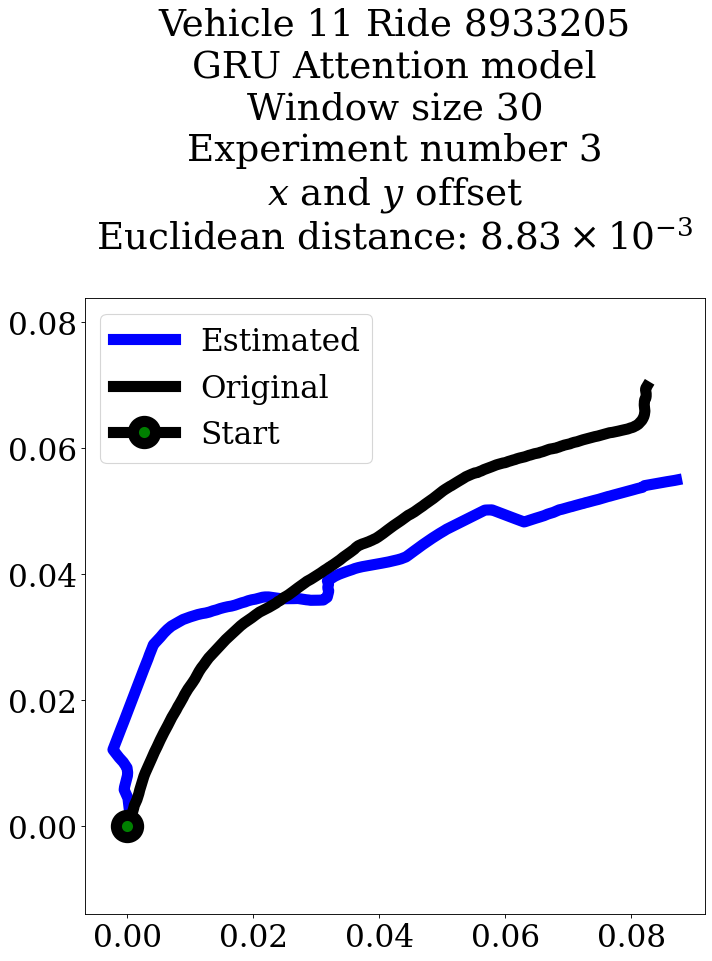 Vehicle 11 Ride 8933205
GRU Attention model
Window size 30
Experiment number 3
x and y offset
Euclidean distance: 8.83 × 10⁻³
Estimated
Original
Start
0.08
0.06
0.04
0.02
0.00
0.00 0.02 0.04 0.06 0.08